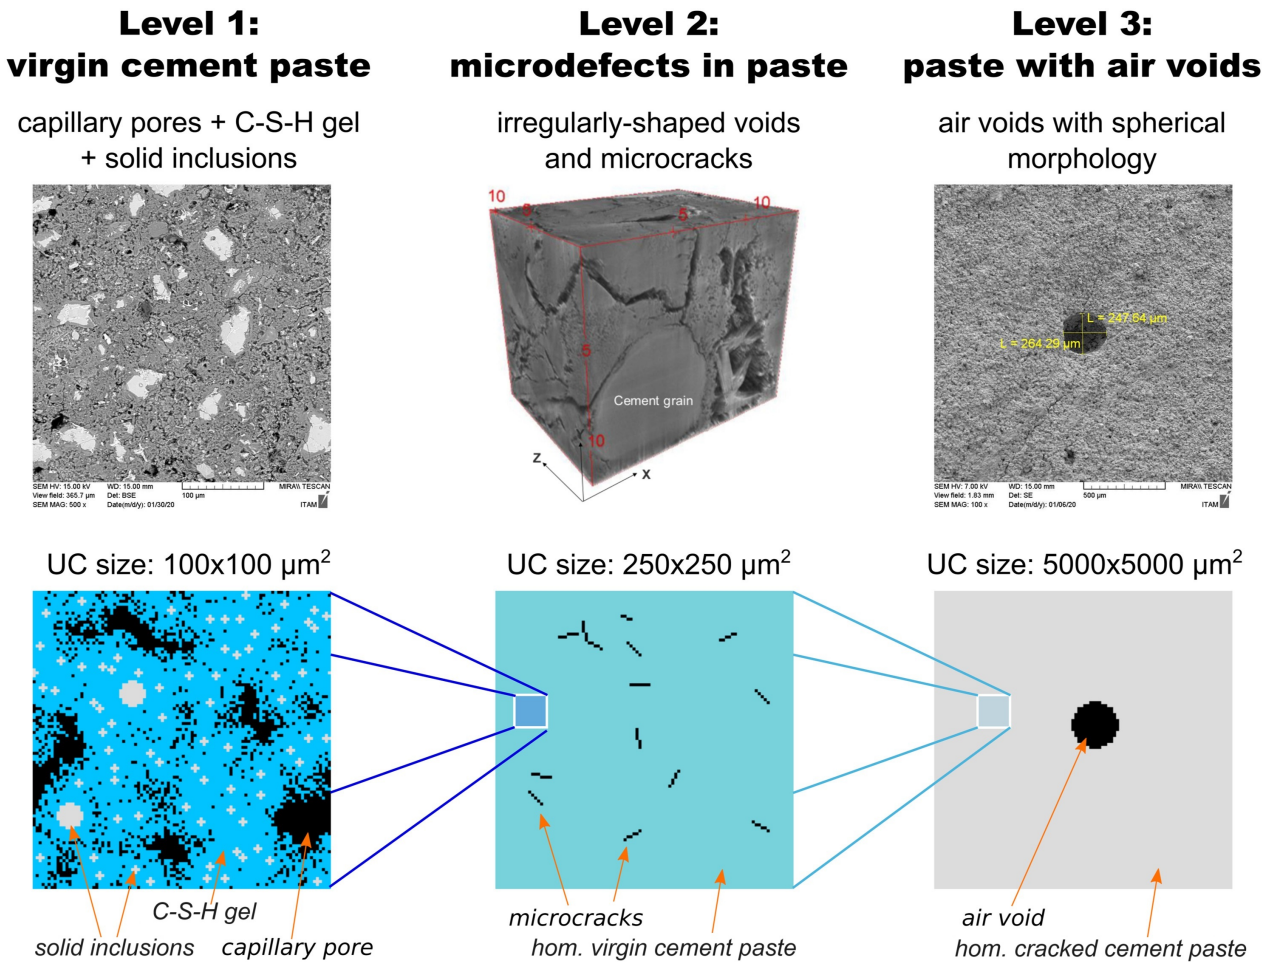 Level 1:
virgin cement paste
capillary pores + C-S-H gel
+ solid inclusions
SEM HV: 15.00 kV WD: 15.00 mm MIRA\\ TESCAN
View field: 365.7 µm Det: BSE 100 µm
SEM MAG: 500 x Date(m/d/y): 01/30/20 ITAM
Level 2:
microdefects in paste
irregularly-shaped voids
and microcracks
10
5
5
10
5
Cement grain
10
Y
Z
X
Level 3:
paste with air voids
air voids with spherical
morphology
L = 247.64 µm
L = 264.29 µm
SEM HV: 7.00 kV WD: 15.00 mm MIRA\\ TESCAN
View field: 1.83 mm Det: SE 500 µm
SEM MAG: 100 x Date(m/d/y): 01/06/20 ITAM
UC size: 100x100 µm²
C-S-H gel
solid inclusions
capillary pore
UC size: 250x250 µm²
microcracks
hom. virgin cement paste
UC size: 5000x5000 µm²
air void
hom. cracked cement paste